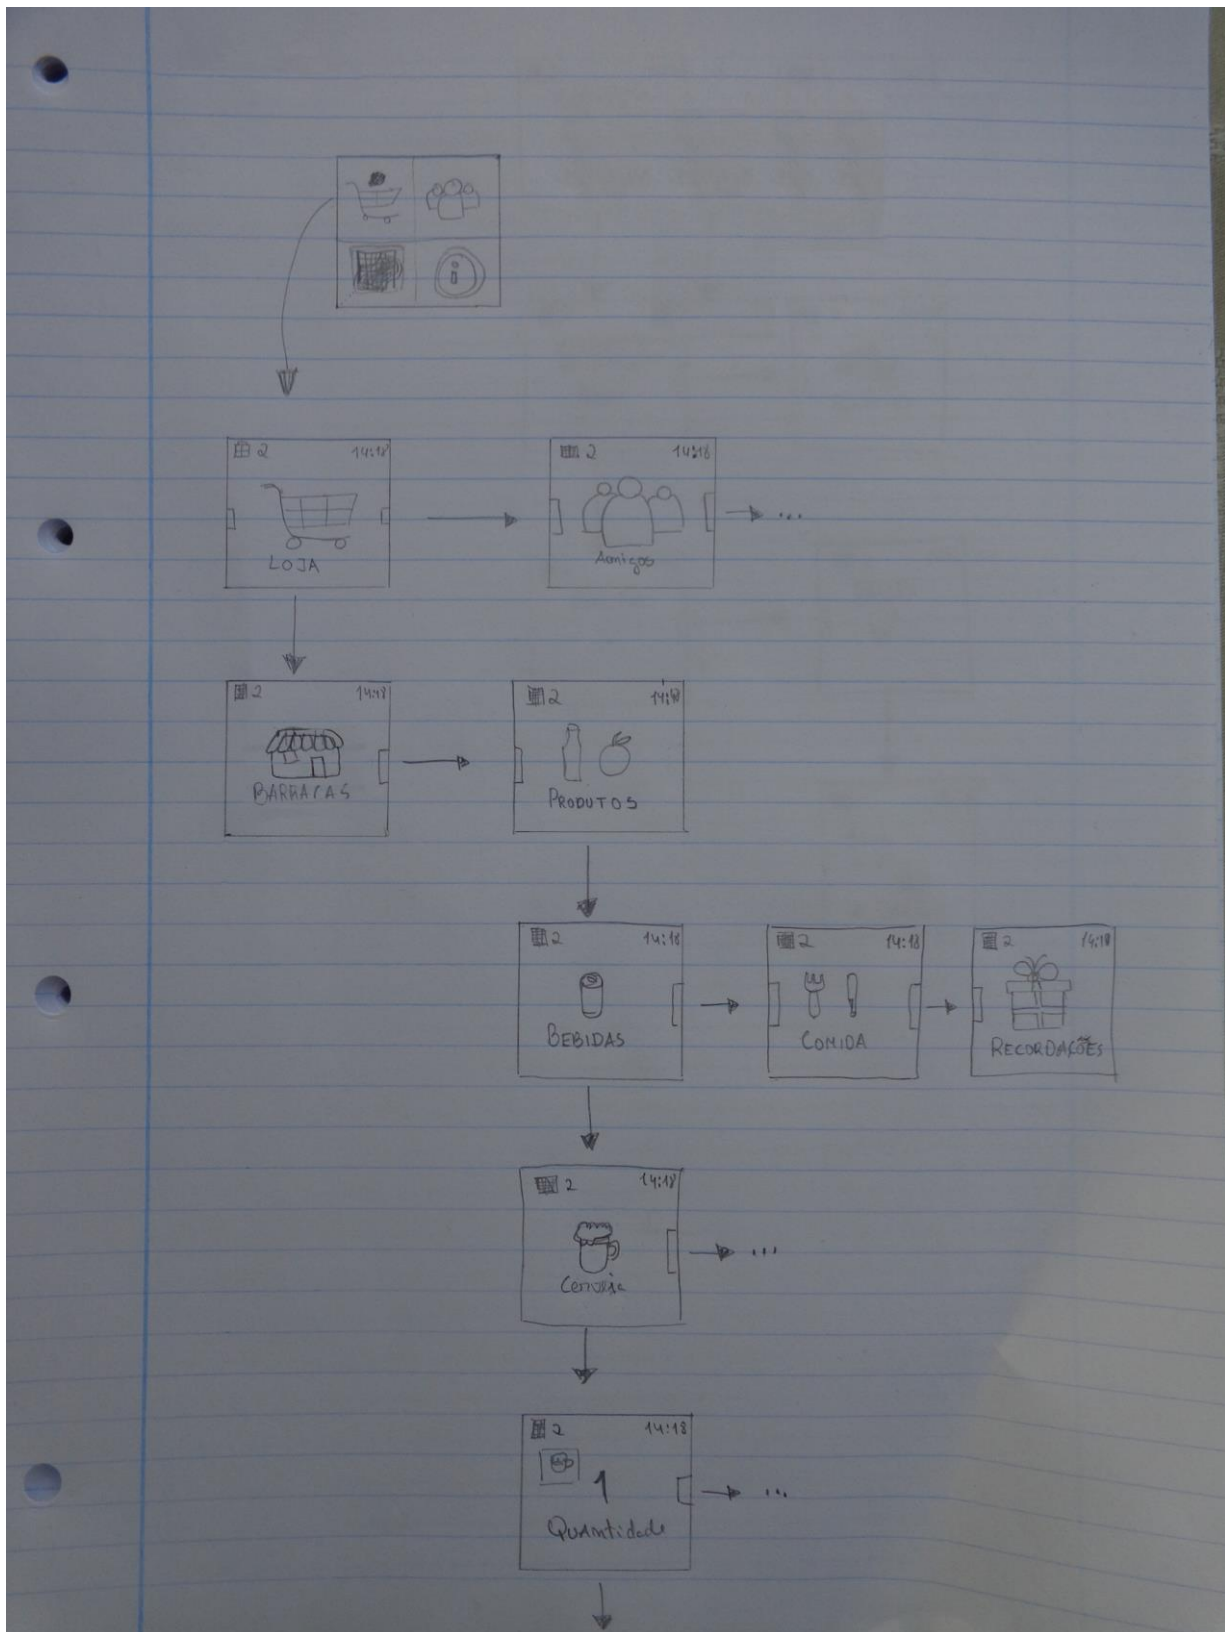 i
2 14:18
LOJA
2 14:18
Amigos
...
2 14:18
BARRACAS
2 14:18
PRODUTOS
2 14:18
BEBIDAS
2 14:18
COMIDA
2 14:18
RECORDAÇÕES
2 14:18
Cerveja
...
2 14:18
1
Quantidade
...